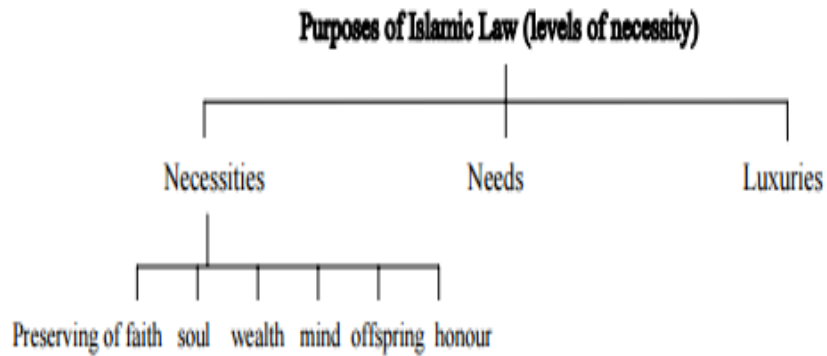 Purposes of Islamic Law (levels of necessity)
Necessities Needs Luxuries
Preserving of faith soul wealth mind offspring honour